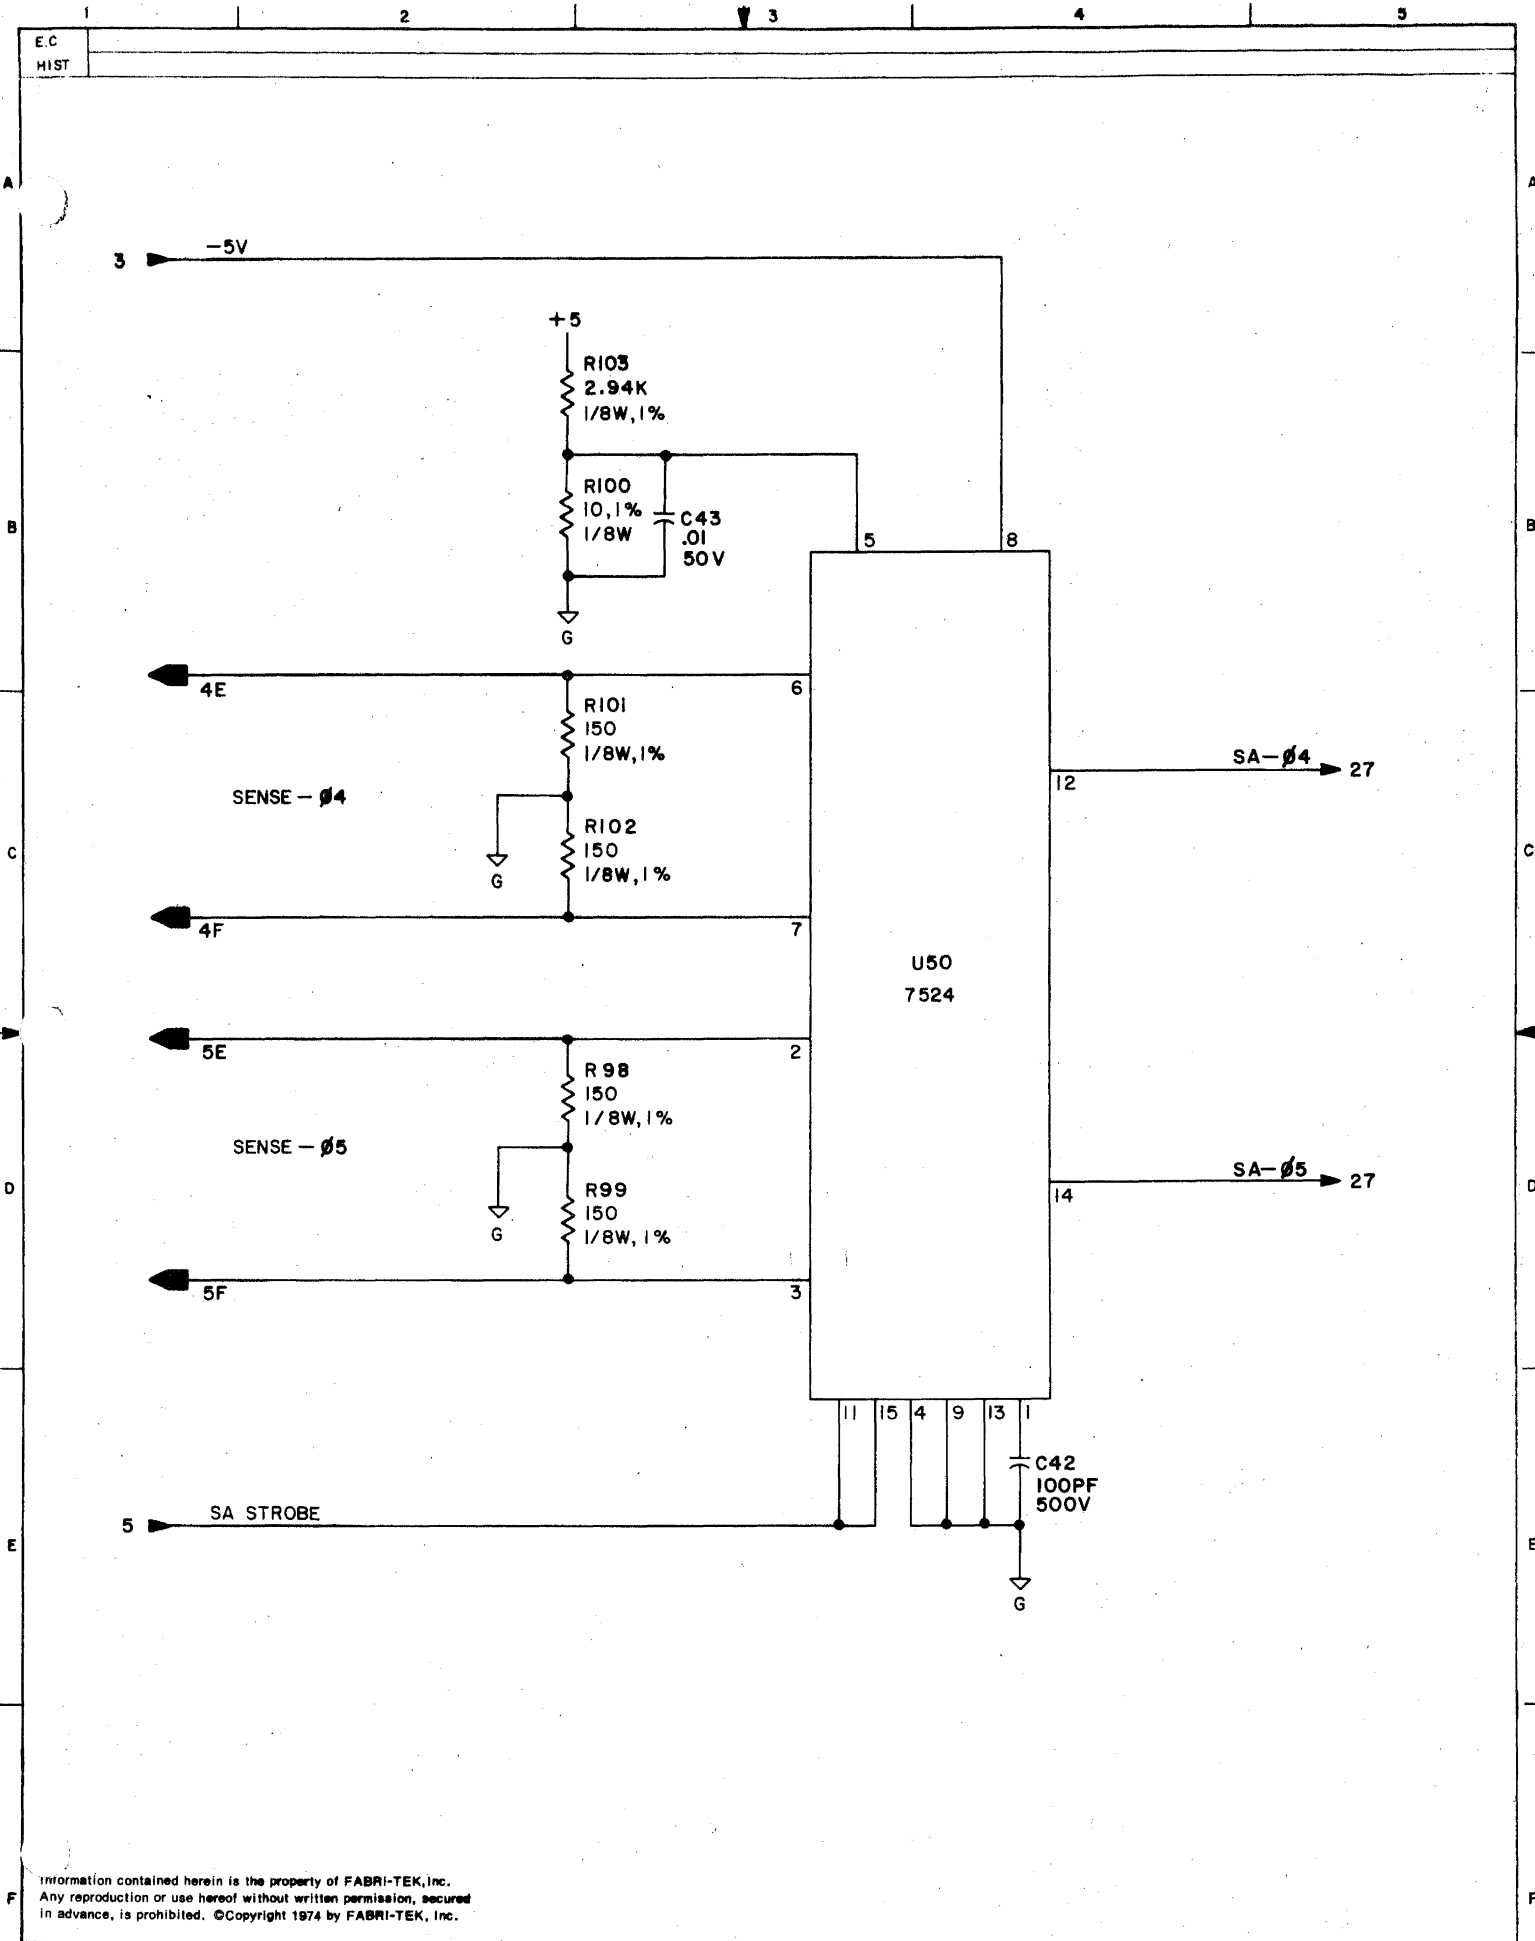 1 2 3 4 5
E.C
HIST
A A
3 -5V
+5
R103
2.94K
1/8W,1%
R100
10,1%
1/8W
C43
.01
50V
5 8
B B
G
4E 6
R101
150
1/8W,1%
SA-Ø4 27
12
SENSE-Ø4
R102
150
1/8W,1%
C C
G
4F 7
U50
7524
5E 2
R98
150
1/8W,1%
SENSE-Ø5
SA-Ø5 27
14
D D
R99
150
1/8W,1%
G
5F 3
11 15 4 9 13 1
C42
100PF
500V
5 SA STROBE
E E
G
Information contained herein is the property of FABRI-TEK,Inc.
Any reproduction or use hereof without written permission, secured
in advance, is prohibited. ©Copyright 1974 by FABRI-TEK, Inc.
F F